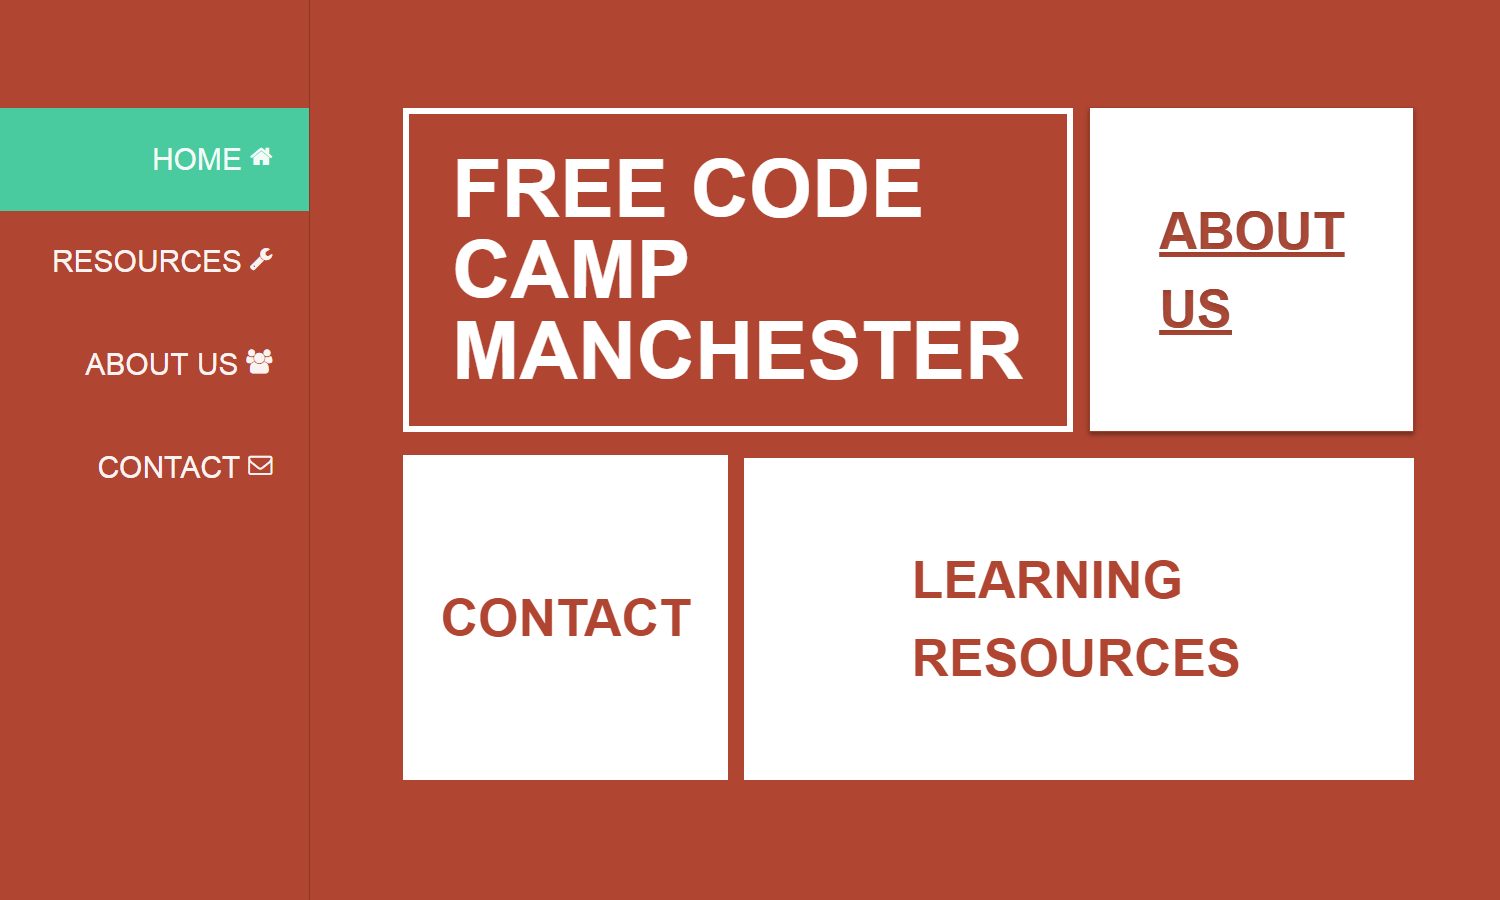 HOME
RESOURCES
ABOUT US
CONTACT
FREE CODE
CAMP
MANCHESTER
ABOUT
US
CONTACT
LEARNING
RESOURCES